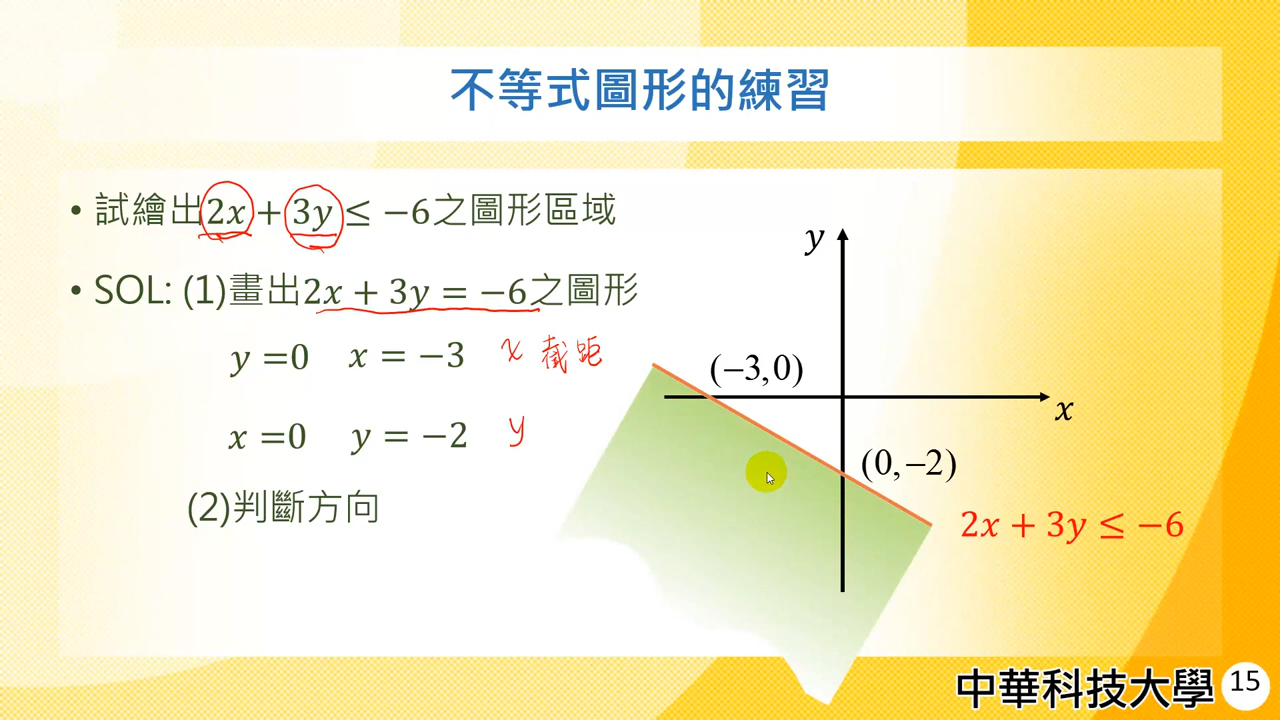 不等式圖形的練習
• 試繪出2x + 3y ≤ −6之圖形區域
• SOL: (1)畫出2x + 3y = −6之圖形
y =0 x = −3 x 截距
x =0 y = −2 y
(2)判斷方向
y
(−3,0)
x
(0,−2)
2x + 3y ≤ −6
中華科技大學 15